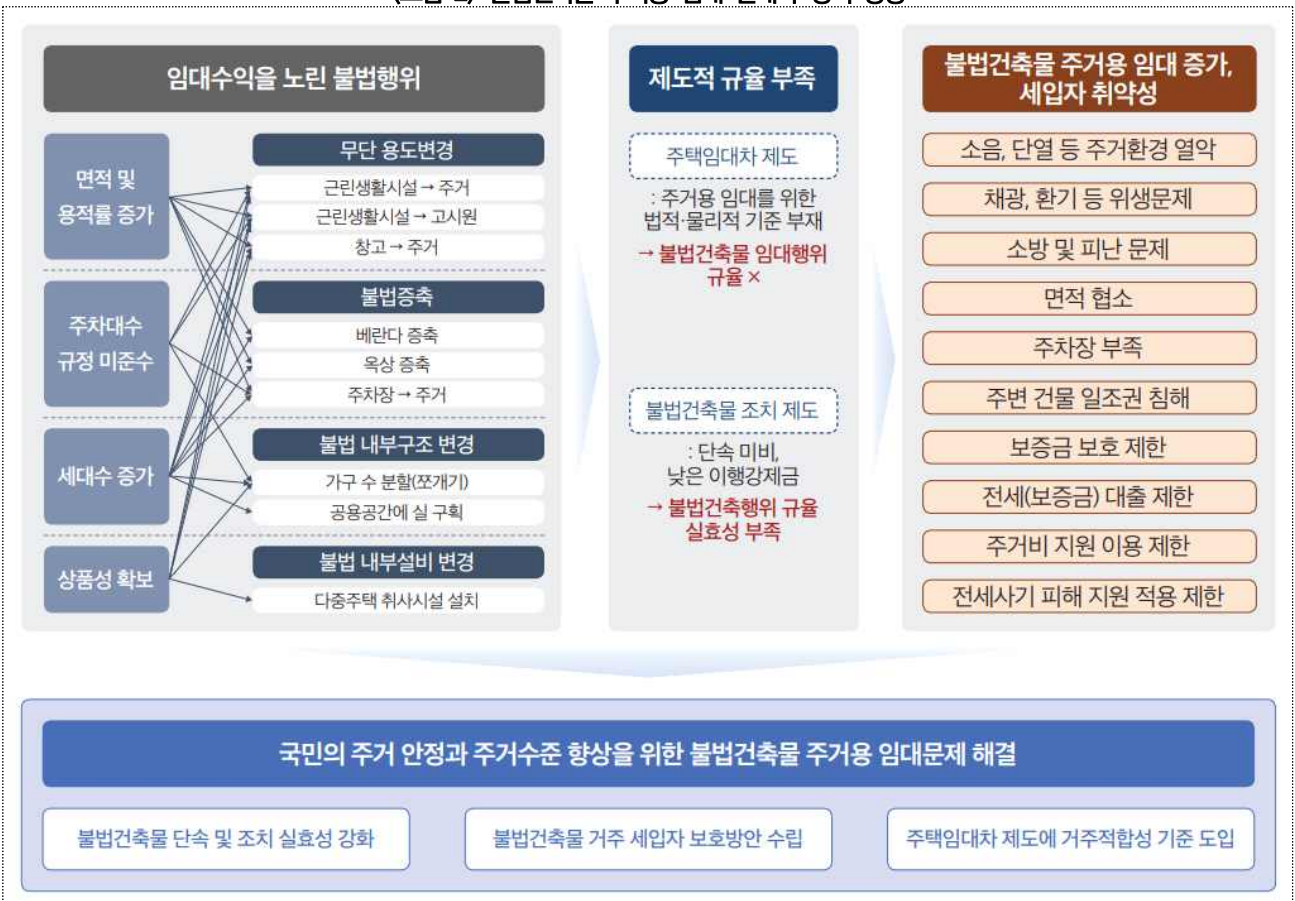 임대수익을 노린 불법행위
면적 및
용적률 증가
무단 용도변경
근린생활시설 → 주거
근린생활시설 → 고시원
창고 → 주거
주차대수
규정 미준수
불법증축
베란다 증축
옥상 증축
주차장 → 주거
세대수 증가
불법 내부구조 변경
가구 수 분할(쪼개기)
공용공간에 실 구획
상품성 확보
불법 내부설비 변경
다중주택 취사시설 설치
제도적 규율 부족
주택임대차 제도
: 주거용 임대를 위한
법적·물리적 기준 부재
→ 불법건축물 임대행위
규율 ×
불법건축물 조치 제도
: 단속 미비,
낮은 이행강제금
→ 불법건축행위 규율
실효성 부족
불법건축물 주거용 임대 증가,
세입자 취약성
소음, 단열 등 주거환경 열악
채광, 환기 등 위생문제
소방 및 피난 문제
면적 협소
주차장 부족
주변 건물 일조권 침해
보증금 보호 제한
전세(보증금) 대출 제한
주거비 지원 이용 제한
전세사기 피해 지원 적용 제한
국민의 주거 안정과 주거수준 향상을 위한 불법건축물 주거용 임대문제 해결
불법건축물 단속 및 조치 실효성 강화
불법건축물 거주 세입자 보호방안 수립
주택임대차 제도에 거주적합성 기준 도입